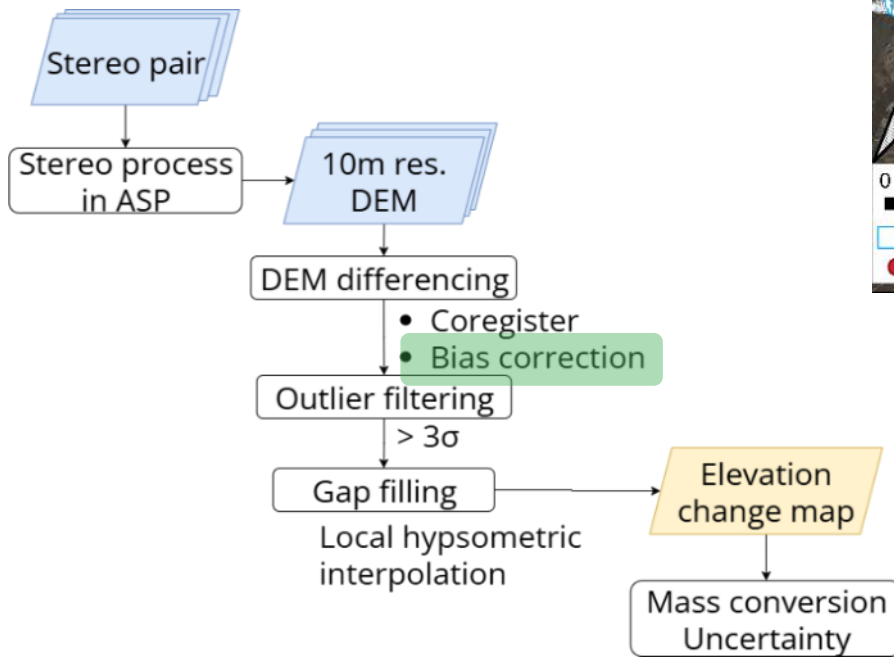 Stereo pair
Stereo process
in ASP
10m res.
DEM
DEM differencing
• Coregister
• Bias correction
Outlier filtering
> 3σ
Gap filling
Local hypsometric
interpolation
Elevation
change map
Mass conversion
Uncertainty
0